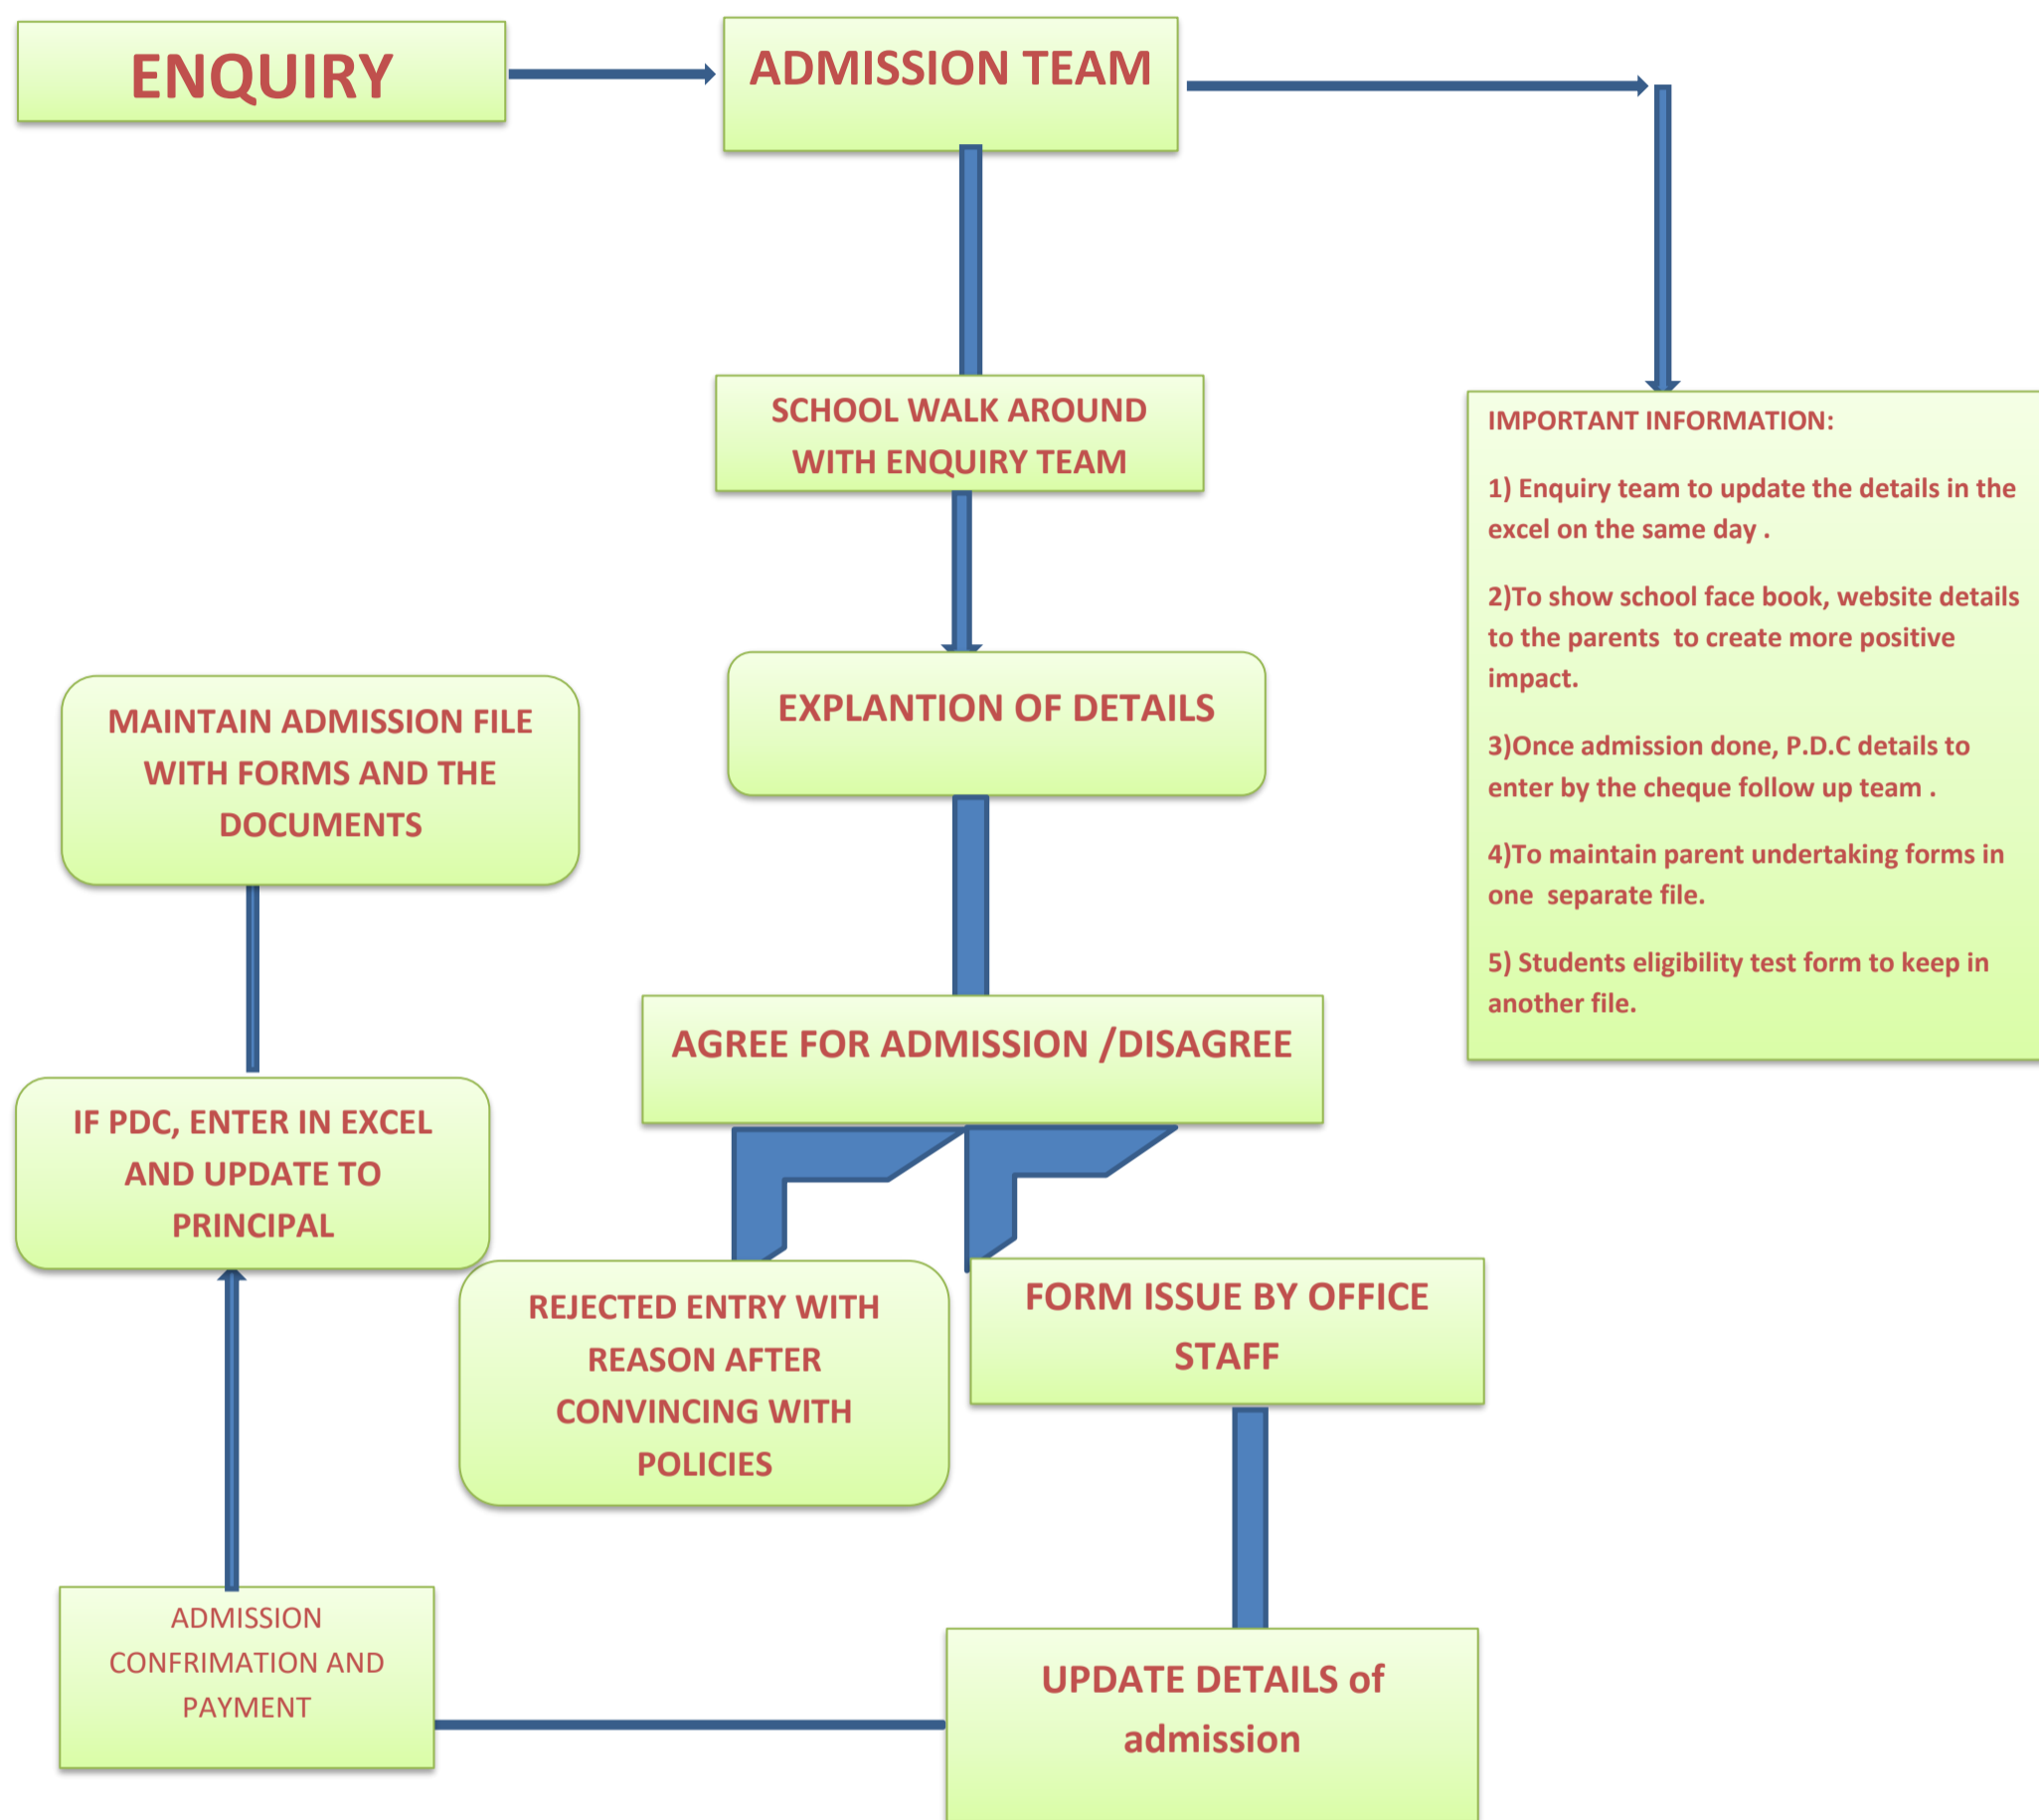 ENQUIRY
ADMISSION TEAM
SCHOOL WALK AROUND
WITH ENQUIRY TEAM
IMPORTANT INFORMATION:
1) Enquiry team to update the details in the
excel on the same day .
2)To show school face book, website details
to the parents  to create more positive
impact.
3)Once admission done, P.D.C details to
enter by the cheque follow up team .
4)To maintain parent undertaking forms in
one  separate file.
5) Students eligibility test form to keep in
another file.
EXPLANTION OF DETAILS
MAINTAIN ADMISSION FILE
WITH FORMS AND THE
DOCUMENTS
AGREE FOR ADMISSION /DISAGREE
IF PDC, ENTER IN EXCEL
AND UPDATE TO
PRINCIPAL
REJECTED ENTRY WITH
REASON AFTER
CONVINCING WITH
POLICIES
FORM ISSUE BY OFFICE
STAFF
ADMISSION
CONFRIMATION AND
PAYMENT
UPDATE DETAILS of
admission